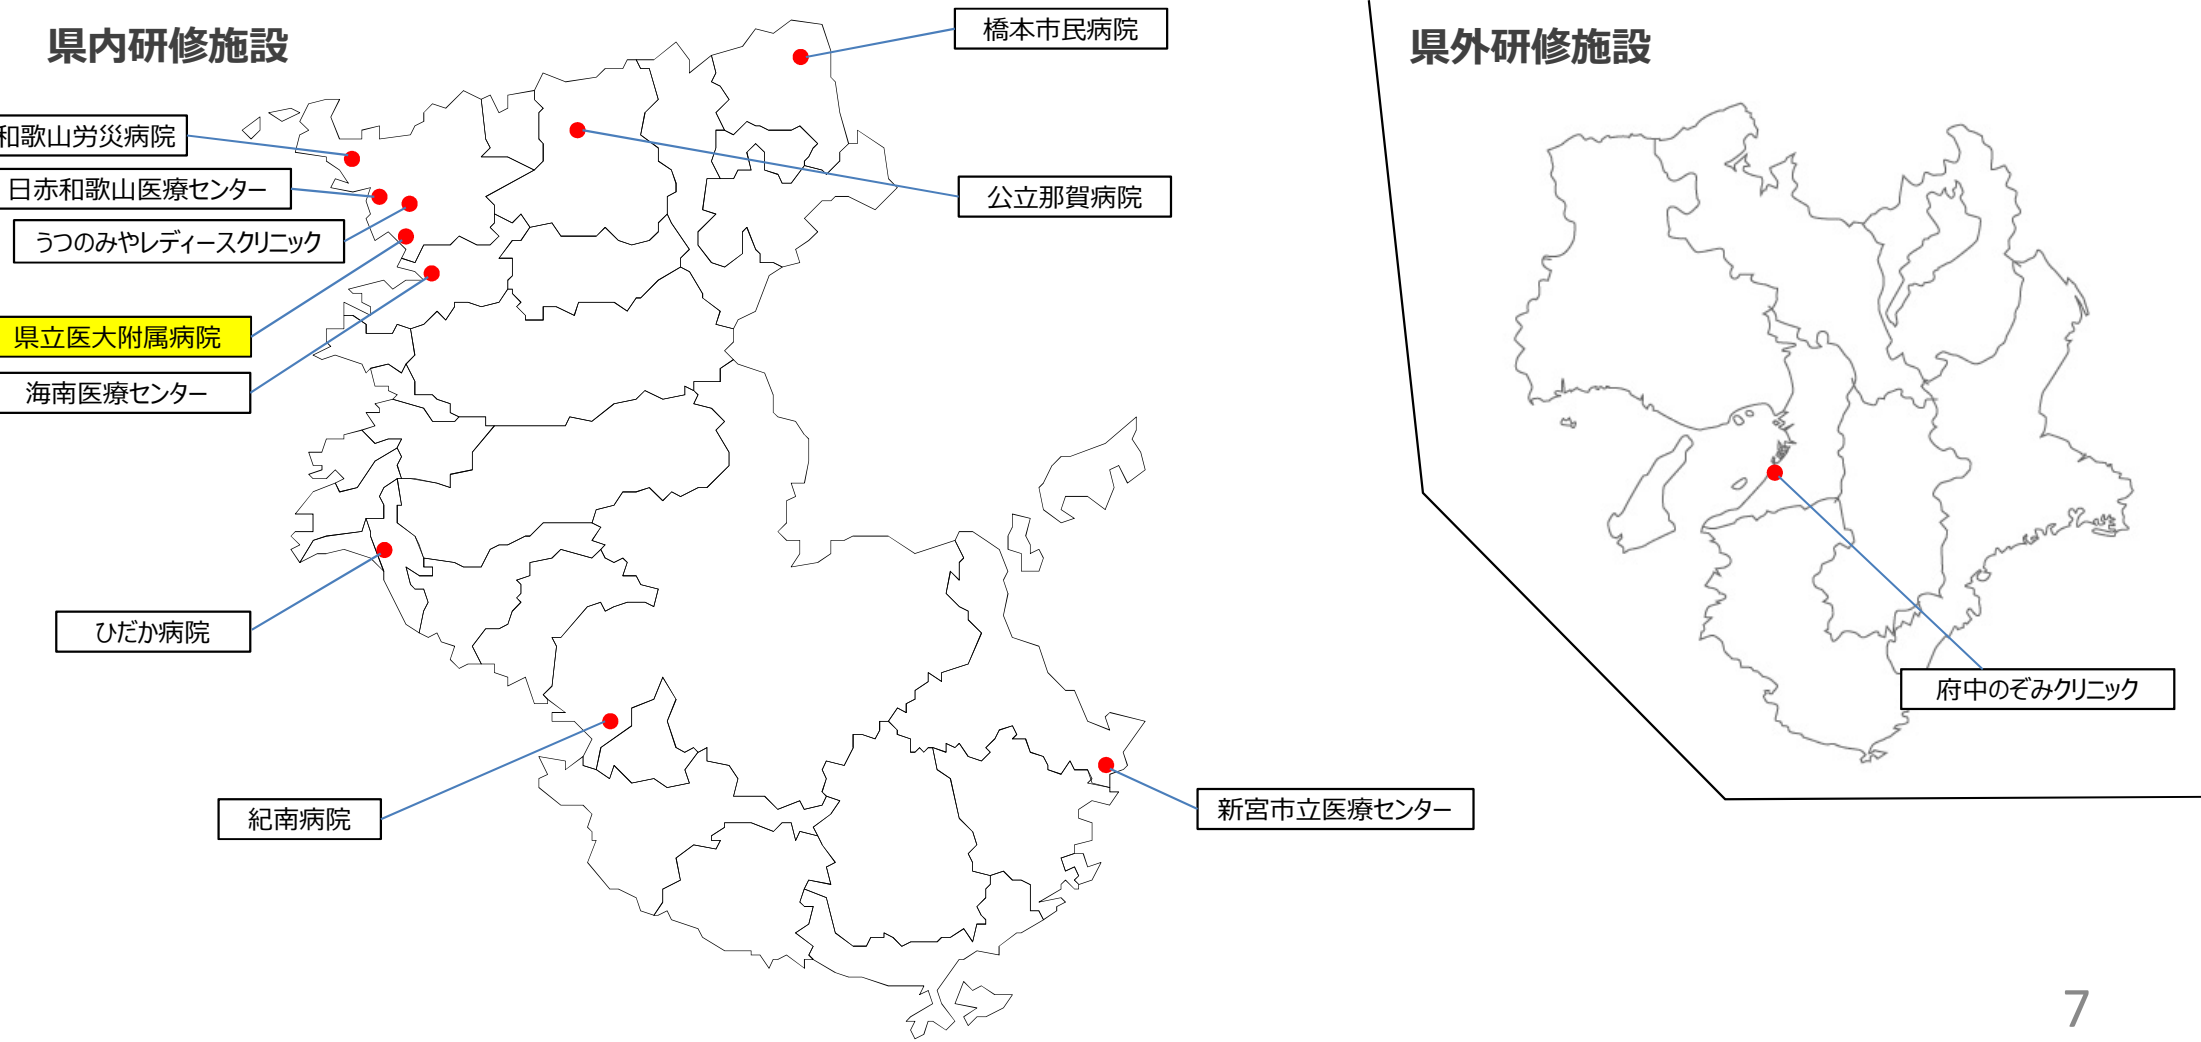 県内研修施設
橋本市民病院
和歌山労災病院
日赤和歌山医療センター
うつのみやレディースクリニック
公立那賀病院
県立医大附属病院
海南医療センター
ひだか病院
紀南病院
新宮市立医療センター
県外研修施設
府中のぞみクリニック
7